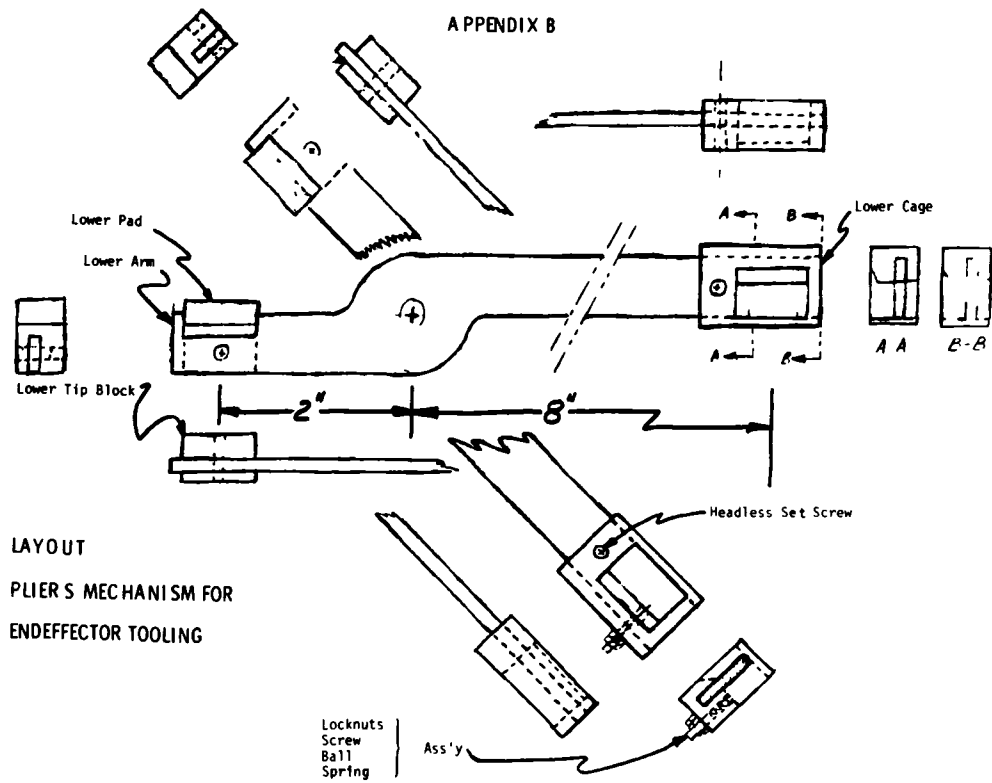 APPENDIX B
Lower Pad
Lower Arm
A
B
Lower Cage
A
B
A A
B-B
Lower Tip Block
2"
8"
Headless Set Screw
LAYOUT
PLIERS MECHANISM FOR
ENDEFFECTOR TOOLING
Locknuts
Screw
Ball
Spring
Ass'y